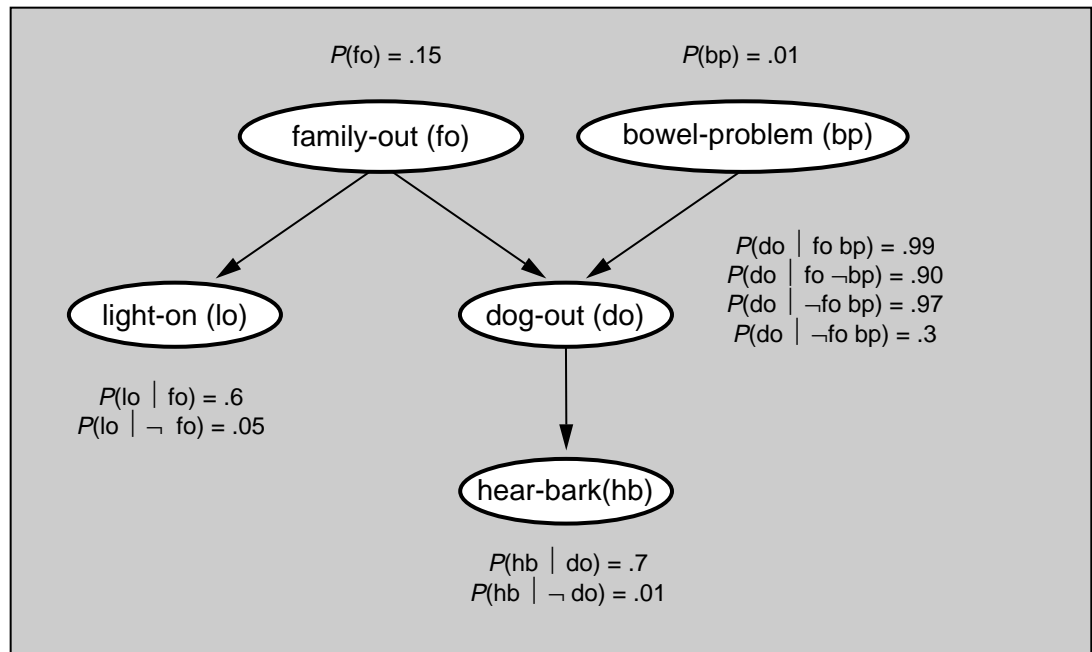 P(fo) = .15
P(bp) = .01
family-out (fo)
bowel-problem (bp)
P(do | fo bp) = .99
P(do | fo ¬bp) = .90
P(do | ¬fo bp) = .97
P(do | ¬fo bp) = .3
light-on (lo)
dog-out (do)
P(lo | fo) = .6
P(lo | ¬ fo) = .05
hear-bark(hb)
P(hb | do) = .7
P(hb | ¬ do) = .01